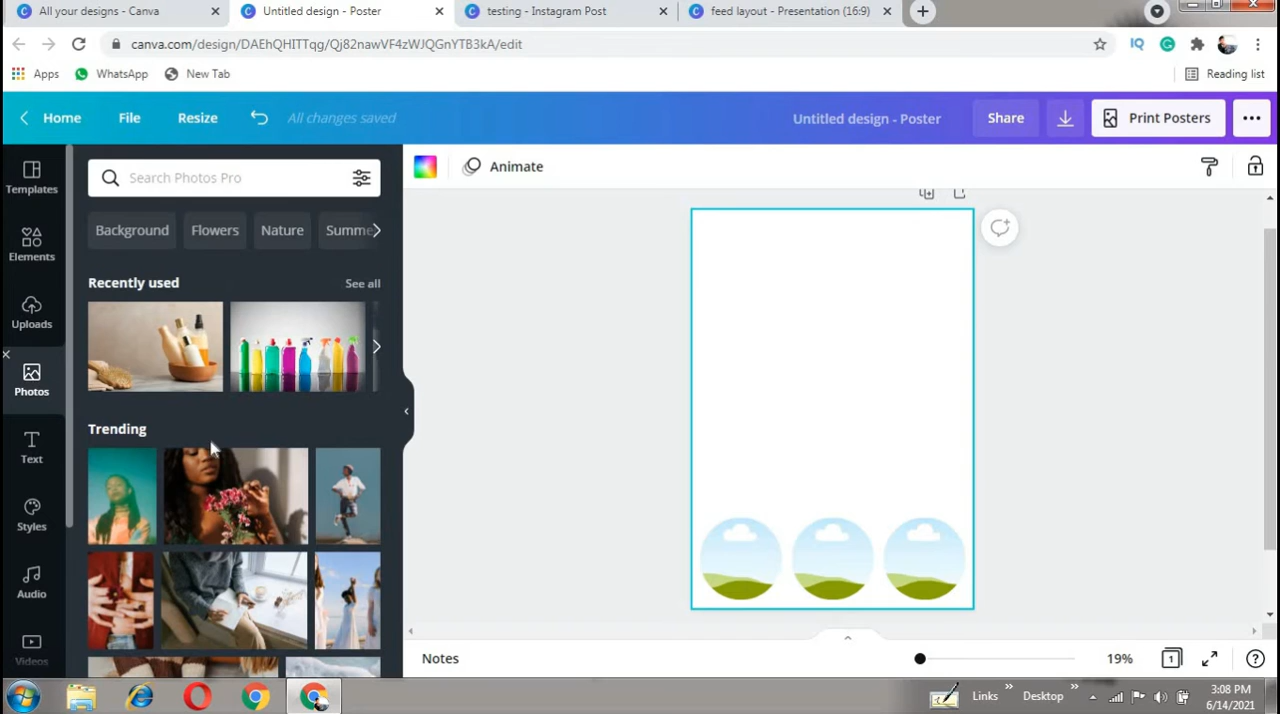 All your designs - Canva
Untitled design - Poster
testing - Instagram Post
feed layout - Presentation (16:9)
canva.com/design/DAEhQHITTqg/Qj82nawVF4zWJQGnYTB3kA/edit
IQ
Apps
WhatsApp
New Tab
Reading list
Home
File
Resize
All changes saved
Untitled design - Poster
Share
Print Posters
Templates
Elements
Uploads
Photos
Text
Styles
Audio
Videos
Search Photos Pro
Background
Flowers
Nature
Summe
Recently used
See all
Trending
Animate
Notes
19%
1
Links
Desktop
3:08 PM
6/14/2021